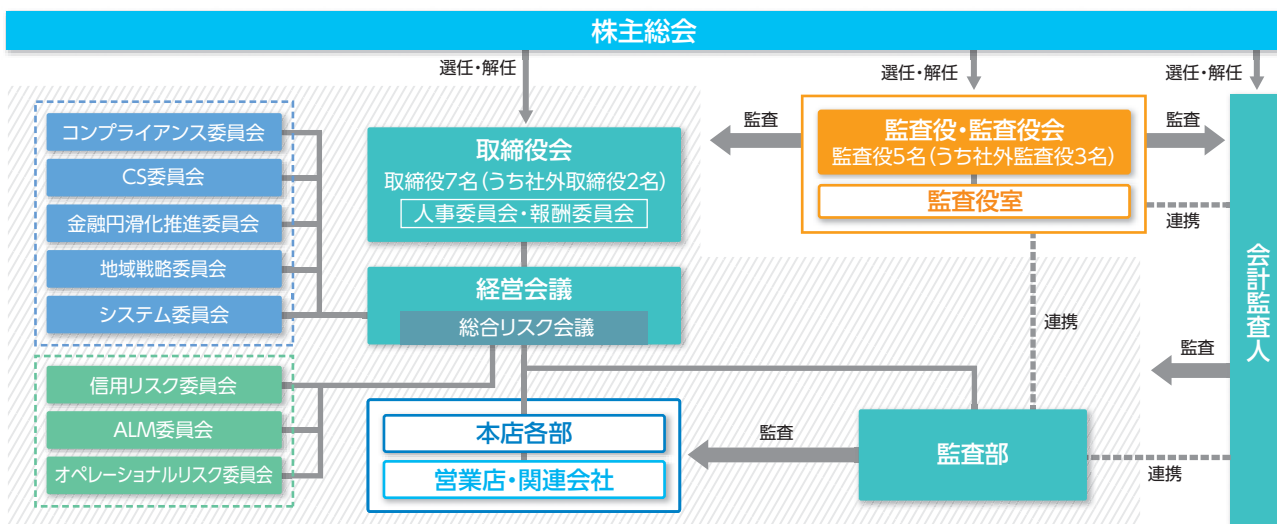 株主総会
選任・解任
選任・解任
選任・解任
コンプライアンス委員会
CS委員会
金融円滑化推進委員会
地域戦略委員会
システム委員会
信用リスク委員会
ALM委員会
オペレーショナルリスク委員会
取締役会
取締役7名(うち社外取締役2名)
人事委員会・報酬委員会
経営会議
総合リスク会議
本店各部
営業店・関連会社
監査
監査役・監査役会
監査役5名(うち社外監査役3名)
監査役室
監査
連携
連携
監査
監査
監査部
連携
会計監査人